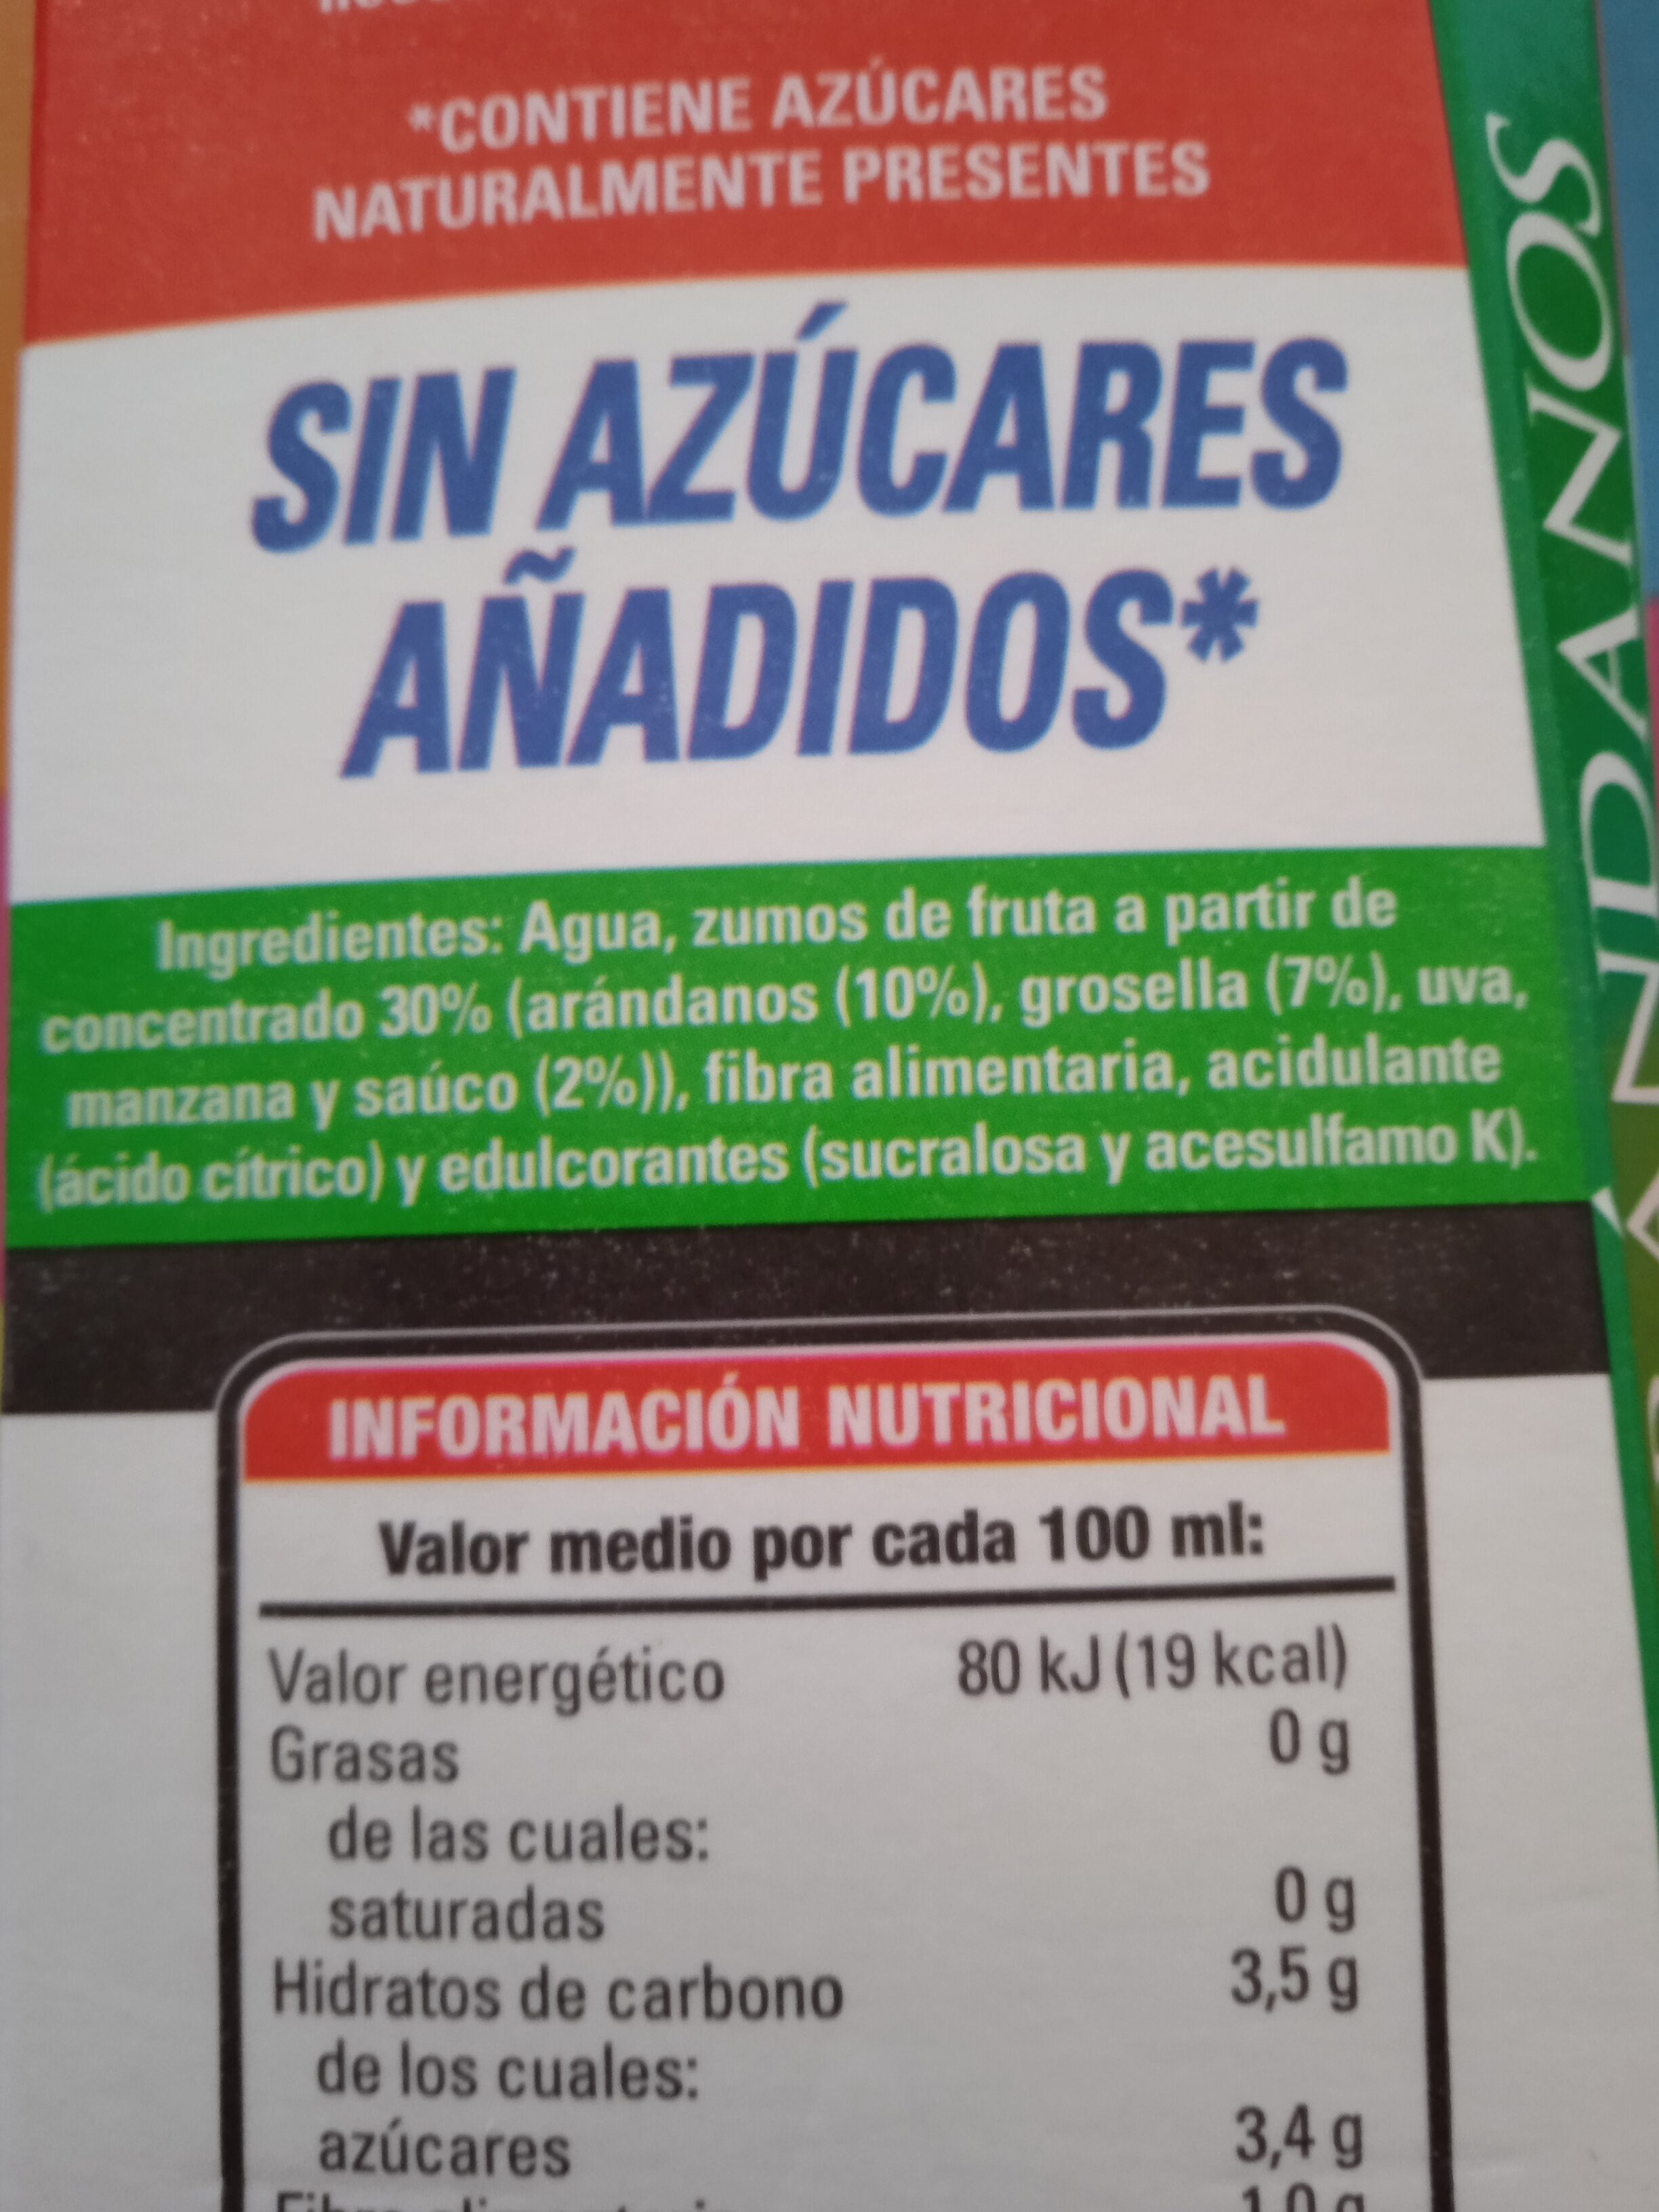 *CONTIENE AZÚCARES
NATURALMENTE PRESENTES
SIN AZÚCARES
AÑADIDOS*
Ingredientes: Agua, zumos de fruta a partir de
concentrado 30% (arándanos (10%), grosella (7%), uva,
manzana y saúco (2%)), fibra alimentaria, acidulante
(ácido cítrico) y edulcorantes (sucralosa y acesulfamo K).
INFORMACIÓN NUTRICIONAL
Valor medio por cada 100 ml:
Valor energético 80 kJ (19 kcal)
Grasas 0 g
de las cuales:
saturadas 0 g
Hidratos de carbono 3,5 g
de los cuales:
azúcares 3,4 g
ÁNDANOS